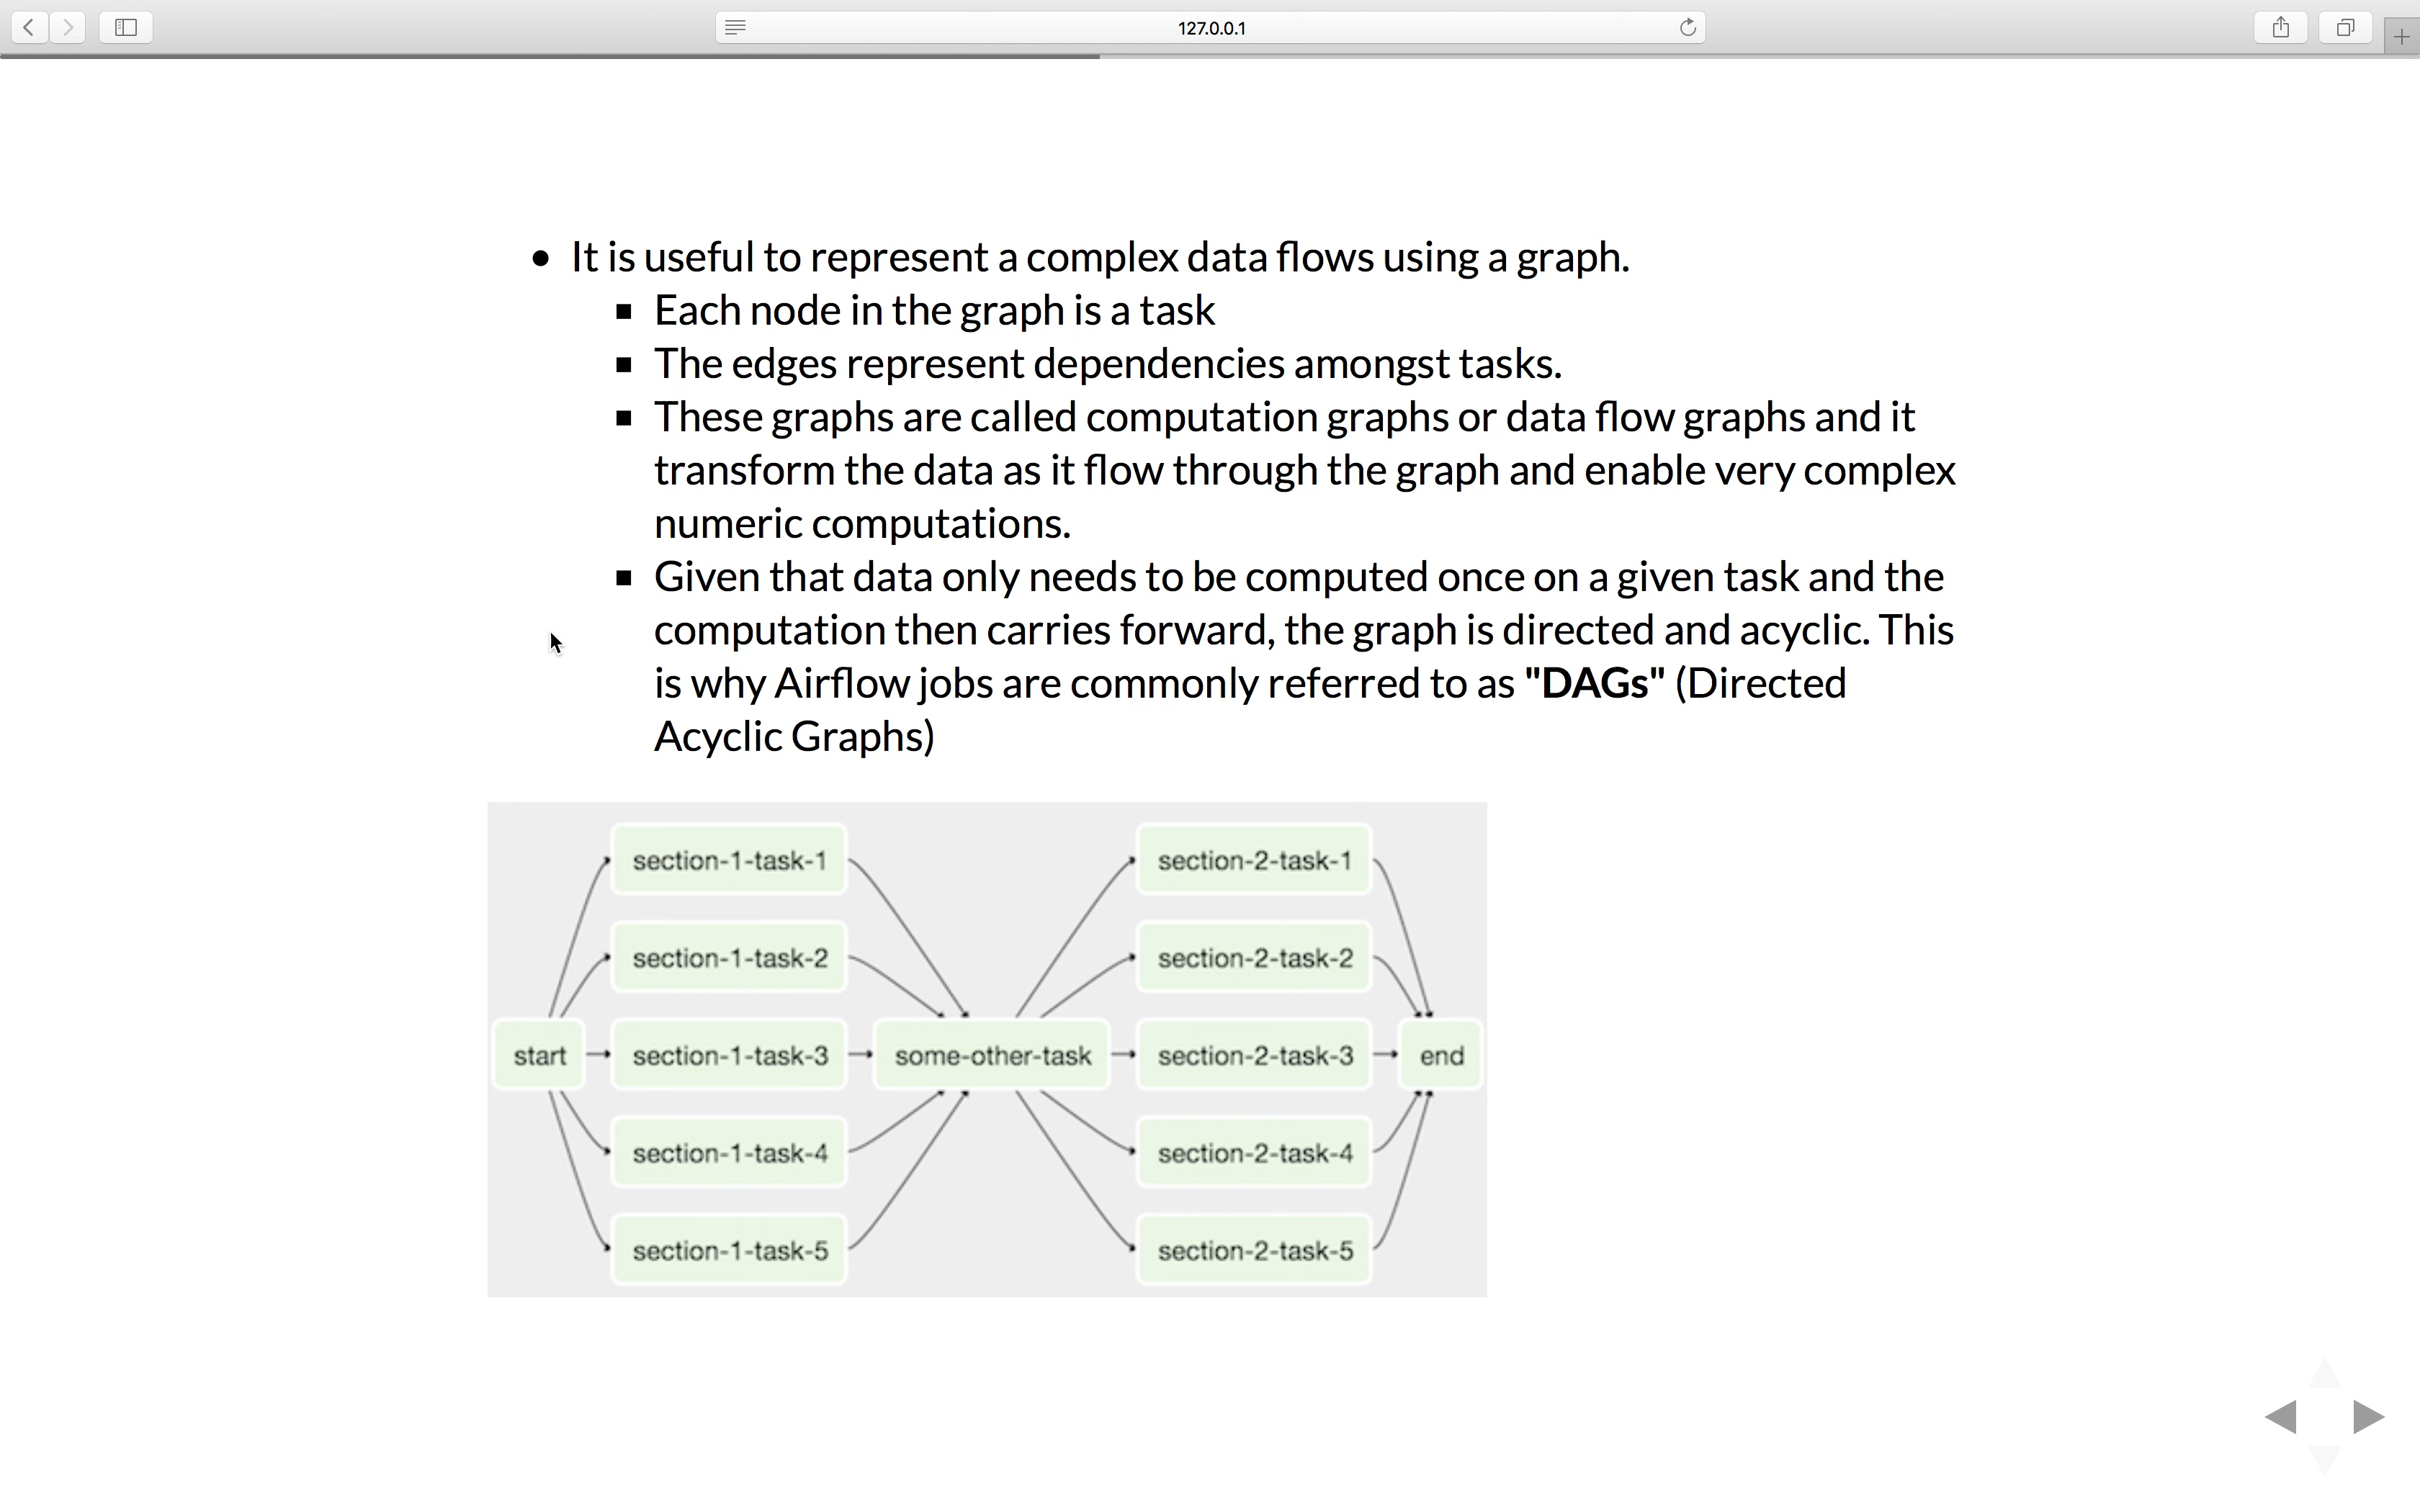 127.0.0.1
It is useful to represent a complex data flows using a graph.
Each node in the graph is a task
The edges represent dependencies amongst tasks.
These graphs are called computation graphs or data flow graphs and it
transform the data as it flow through the graph and enable very complex
numeric computations.
Given that data only needs to be computed once on a given task and the
computation then carries forward, the graph is directed and acyclic. This
is why Airflow jobs are commonly referred to as "DAGs" (Directed
Acyclic Graphs)
start
section-1-task-1
section-1-task-2
section-1-task-3
section-1-task-4
section-1-task-5
some-other-task
section-2-task-1
section-2-task-2
section-2-task-3
section-2-task-4
section-2-task-5
end